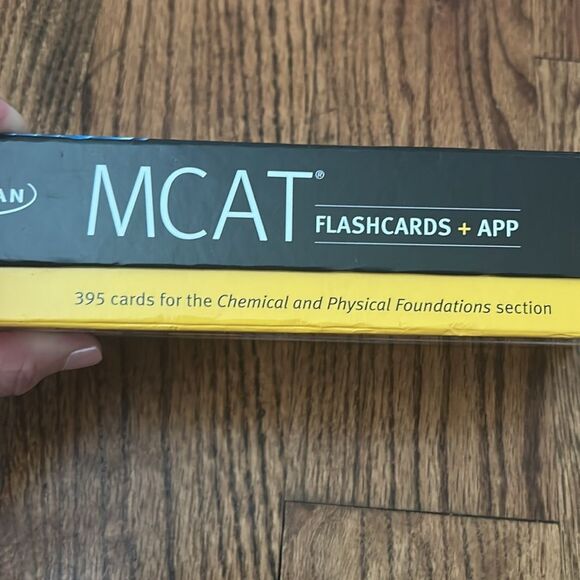 MCAT®
FLASHCARDS + APP
395 cards for the Chemical and Physical Foundations section